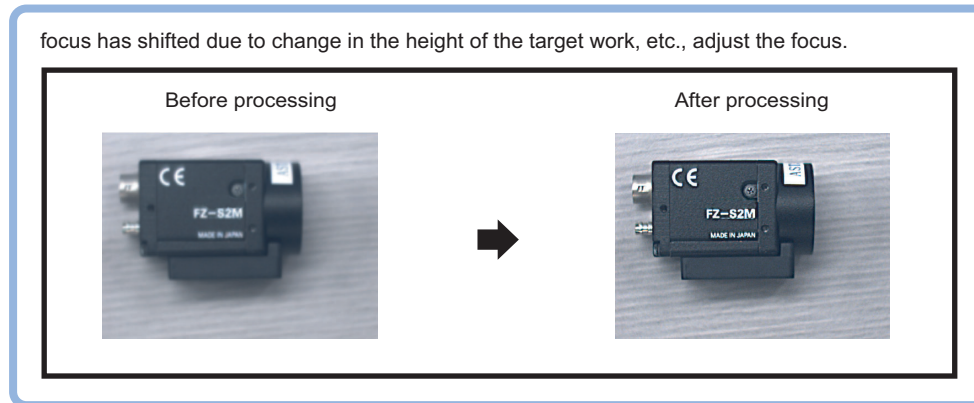 focus has shifted due to change in the height of the target work, etc., adjust the focus.
Before processing
After processing
CE
FZ-S2M
MADE IN JAPAN
CE
FZ-S2M
MADE IN JAPAN